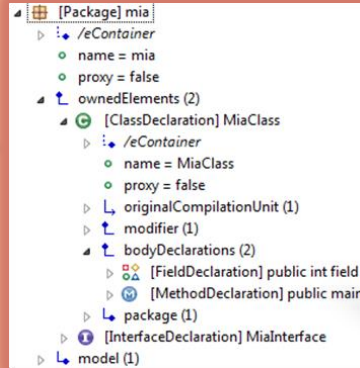 [Package] mia
/eContainer
name = mia
proxy = false
ownedElements (2)
[ClassDeclaration] MiaClass
/eContainer
name = MiaClass
proxy = false
originalCompilationUnit (1)
modifier (1)
bodyDeclarations (2)
[FieldDeclaration] public int field
[MethodDeclaration] public main
package (1)
[InterfaceDeclaration] MiaInterface
model (1)